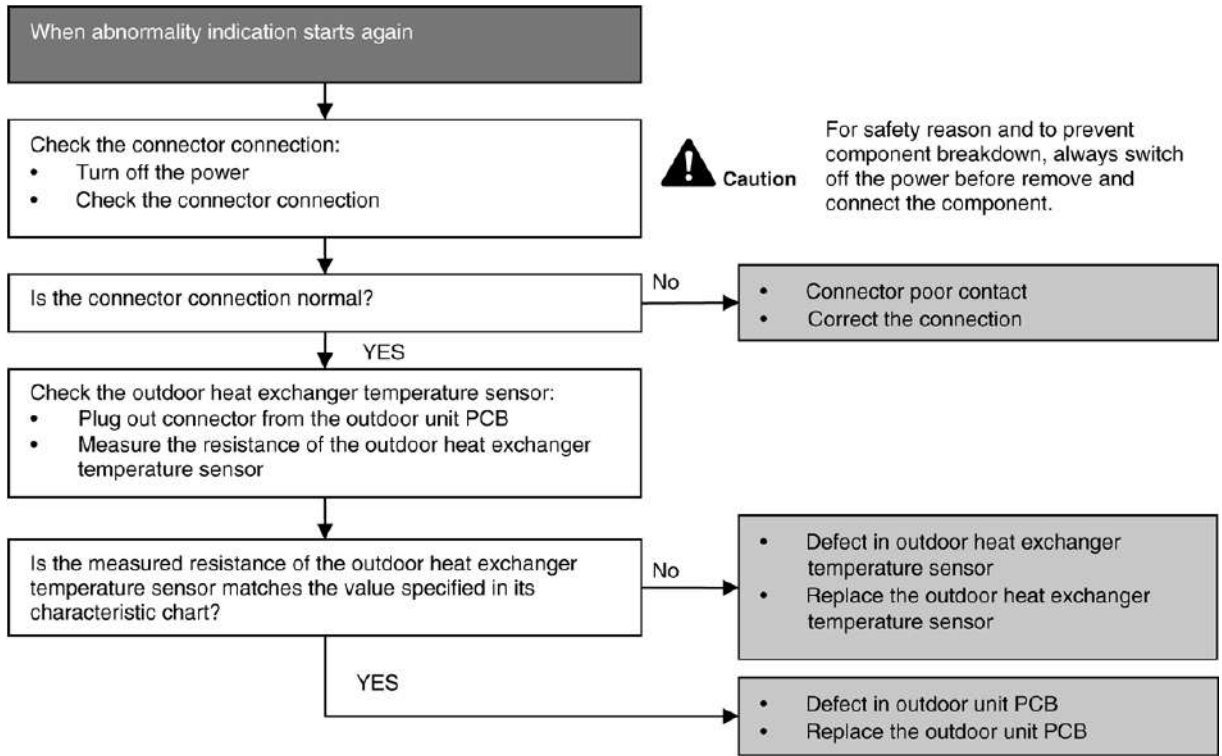 When abnormality indication starts again
Check the connector connection:
• Turn off the power
• Check the connector connection
Caution
For safety reason and to prevent
component breakdown, always switch
off the power before remove and
connect the component.
Is the connector connection normal?
No
• Connector poor contact
• Correct the connection
YES
Check the outdoor heat exchanger temperature sensor:
• Plug out connector from the outdoor unit PCB
• Measure the resistance of the outdoor heat exchanger
temperature sensor
Is the measured resistance of the outdoor heat exchanger
temperature sensor matches the value specified in its
characteristic chart?
No
• Defect in outdoor heat exchanger
temperature sensor
• Replace the outdoor heat exchanger
temperature sensor
YES
• Defect in outdoor unit PCB
• Replace the outdoor unit PCB